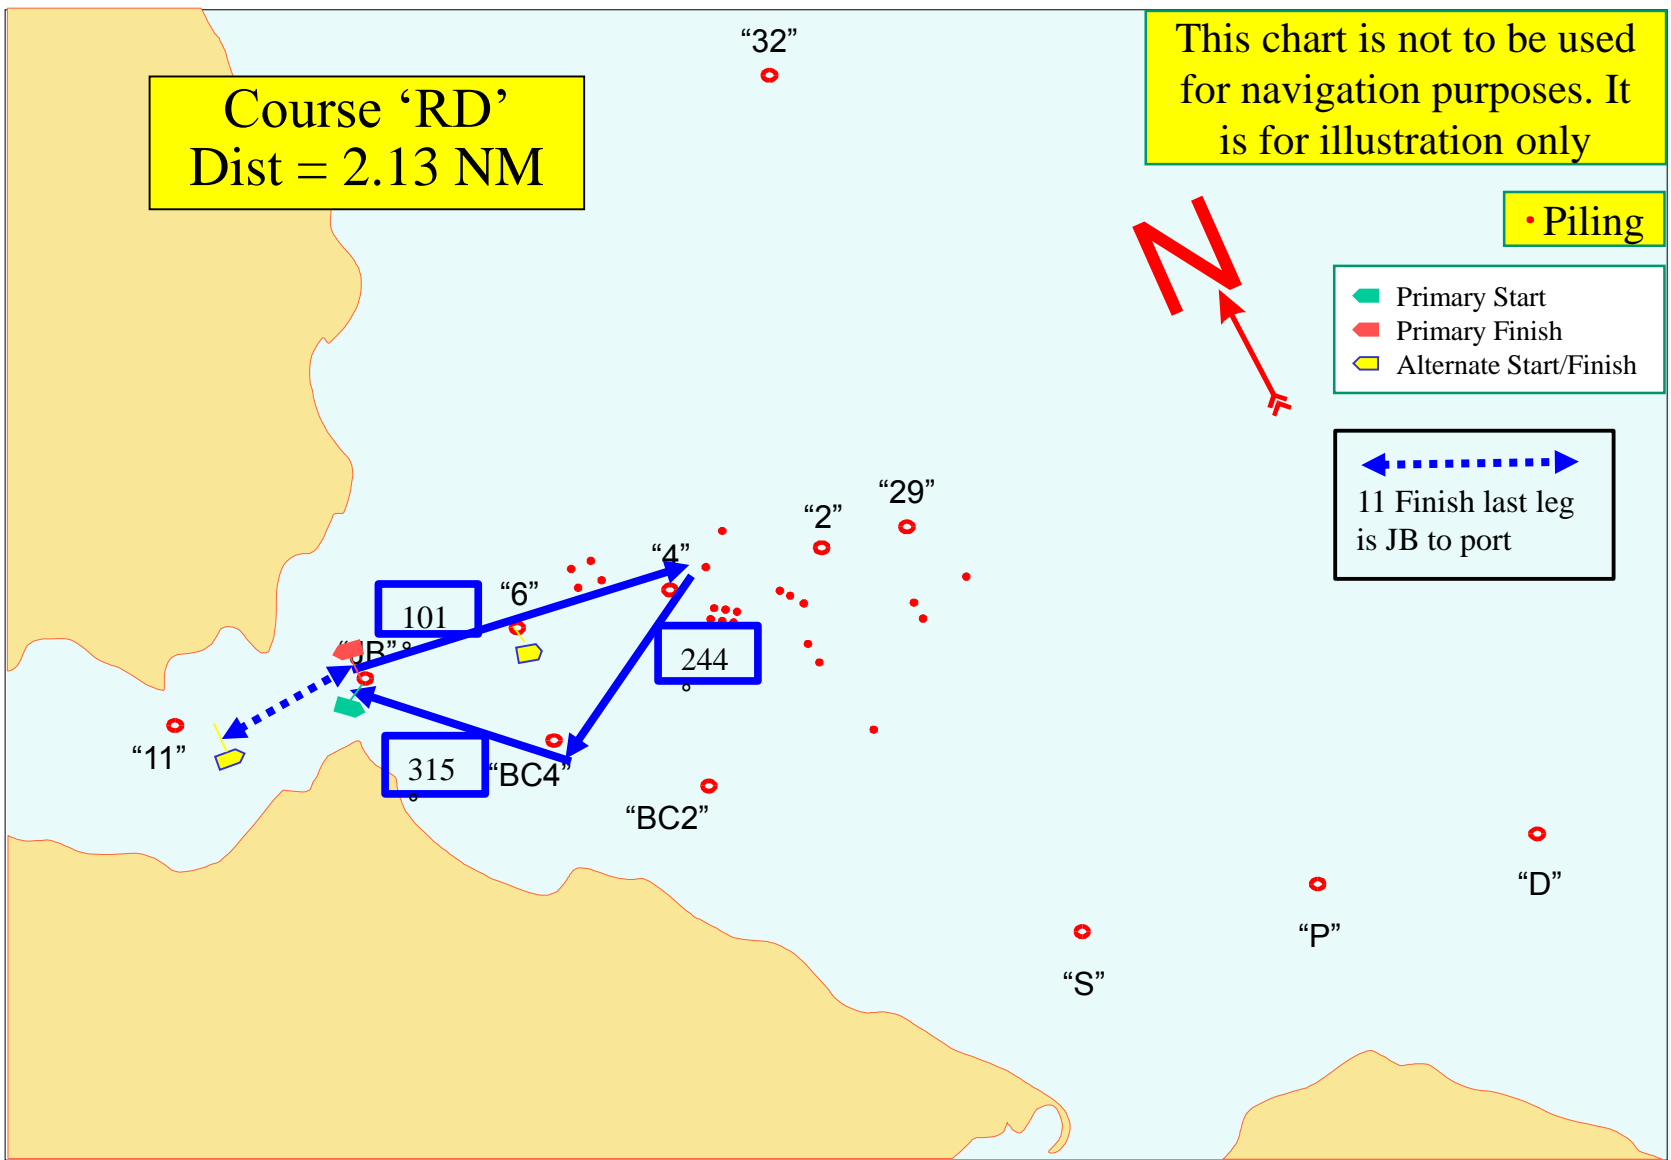 “32”
This chart is not to be used
for navigation purposes. It
is for illustration only
Course ‘RD’
Dist = 2.13 NM
N
Piling
Primary Start
Primary Finish
Alternate Start/Finish
11 Finish last leg
is JB to port
“29”
“2”
“4”
“6”
101
°
“JB”
244
°
“11”
315
°
“BC4”
“BC2”
“D”
“P”
“S”